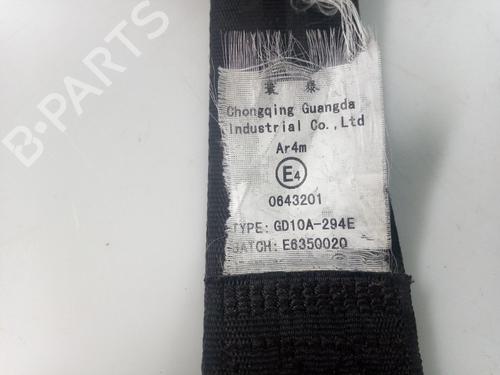 B-PARTS
Chongqing Guangda
Industrial Co.,Ltd
Ar4m
E4
0643201
TYPE: GD10A-294E
BATCH: E6350020